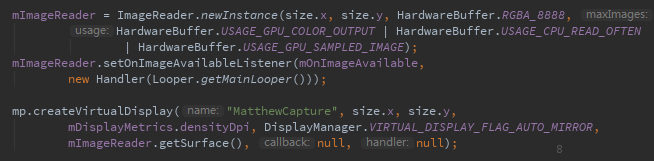 mImageReader = ImageReader.newInstance(size.x, size.y, HardwareBuffer.RGBA_8888, maxImages:
usage: HardwareBuffer.USAGE_GPU_COLOR_OUTPUT | HardwareBuffer.USAGE_CPU_READ_OFTEN
| HardwareBuffer.USAGE_GPU_SAMPLED_IMAGE);
mImageReader.setOnImageAvailableListener(mOnImageAvailable,
new Handler(Looper.getMainLooper()));
mp.createVirtualDisplay( name: "MatthewCapture", size.x, size.y,
mDisplayMetrics.densityDpi, DisplayManager.VIRTUAL_DISPLAY_FLAG_AUTO_MIRROR,
mImageReader.getSurface(), callback: null, handler: null); 8